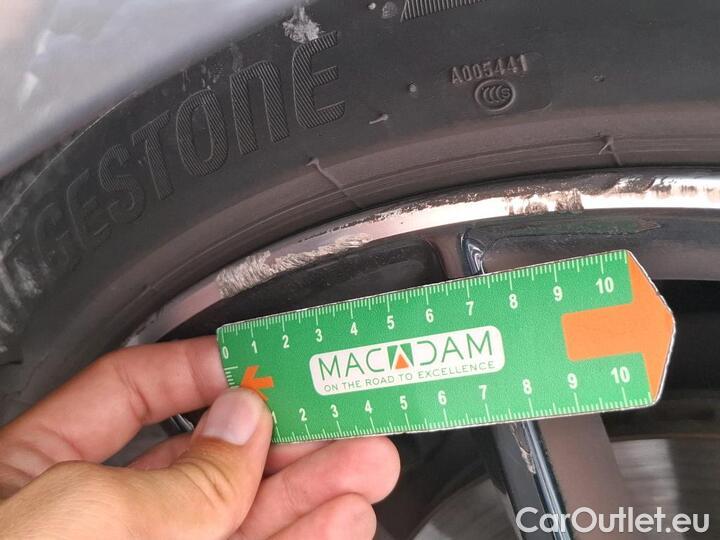 GESTONE
A005441
CCC S
0 1 2 3 4 5 6 7 8 9 10
MACADAM
ON THE ROAD TO EXCELLENCE
1 2 3 4 5 6 7 8 9 10
CarOutlet.eu